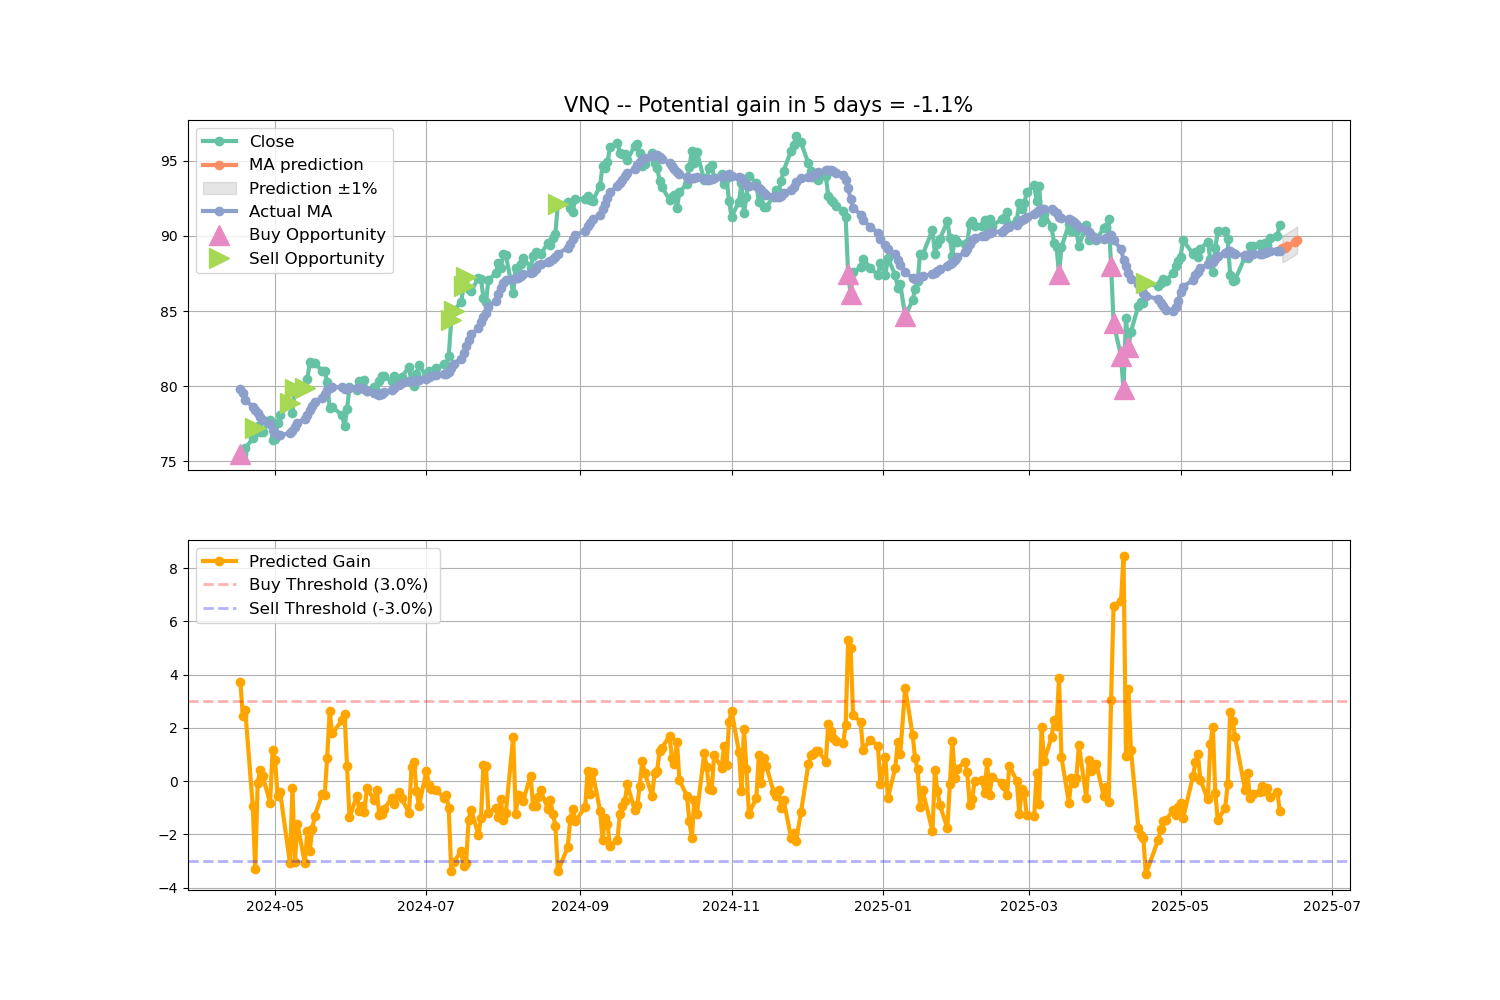 VNQ -- Potential gain in 5 days = -1.1%
Close
MA prediction
Prediction ±1%
Actual MA
Buy Opportunity
Sell Opportunity
95
90
85
80
75
Predicted Gain
Buy Threshold (3.0%)
Sell Threshold (-3.0%)
8
6
4
2
0
−2
−4
2024-05 2024-07 2024-09 2024-11 2025-01 2025-03 2025-05 2025-07